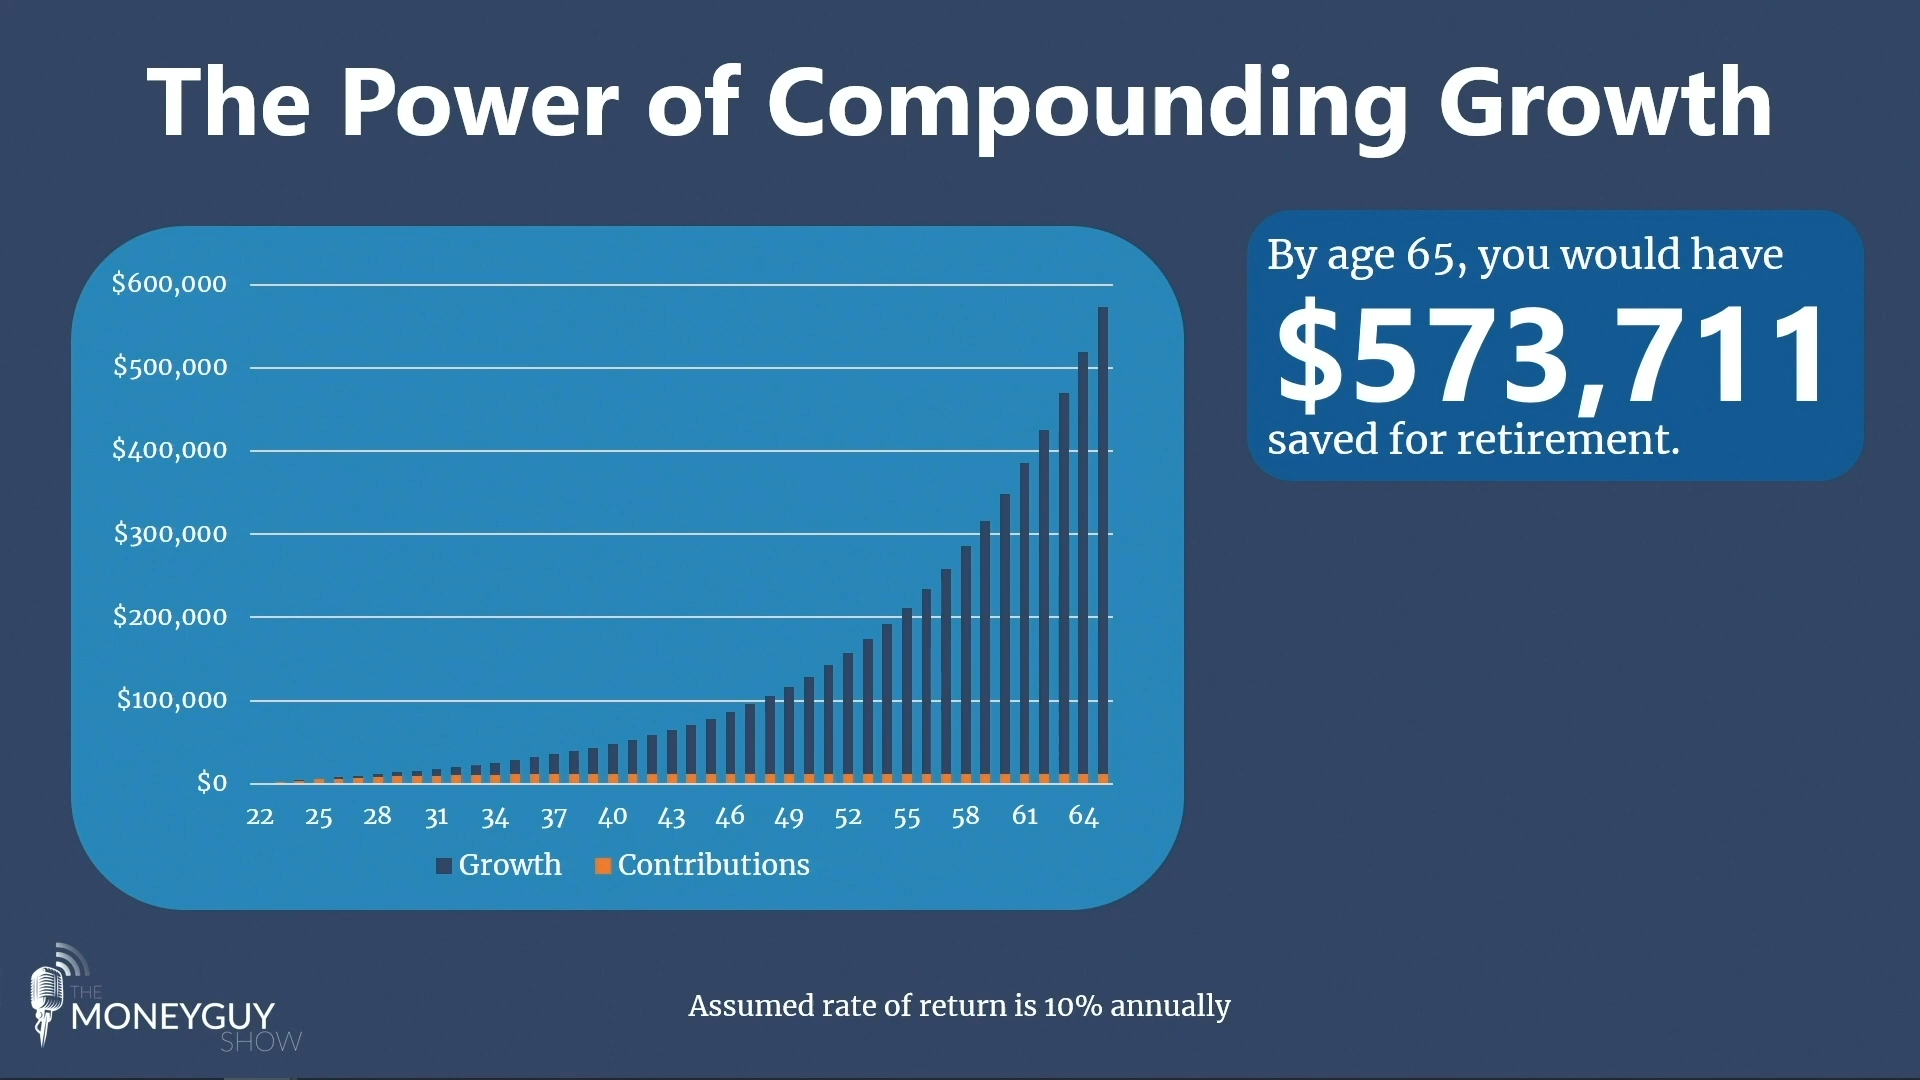 The Power of Compounding Growth
By age 65, you would have
$573,711
saved for retirement.
$600,000
$500,000
$400,000
$300,000
$200,000
$100,000
$0
22 25 28 31 34 37 40 43 46 49 52 55 58 61 64
Growth Contributions
THE
MONEYGUY
SHOW
Assumed rate of return is 10% annually